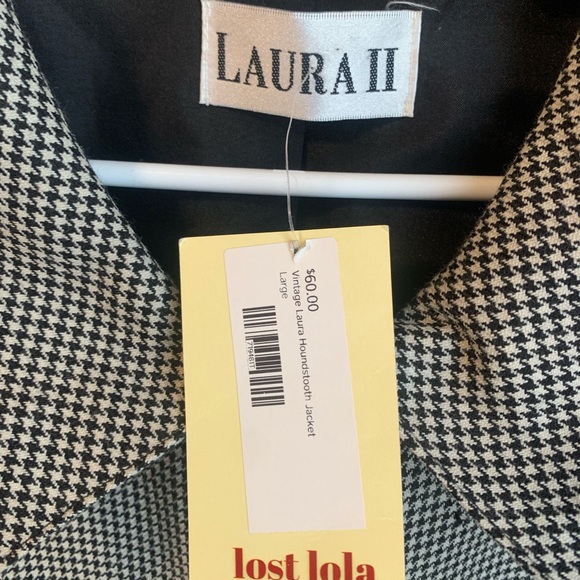 LAURA II
$60.00
Vintage Laura Houndstooth Jacket
Large
lost lola